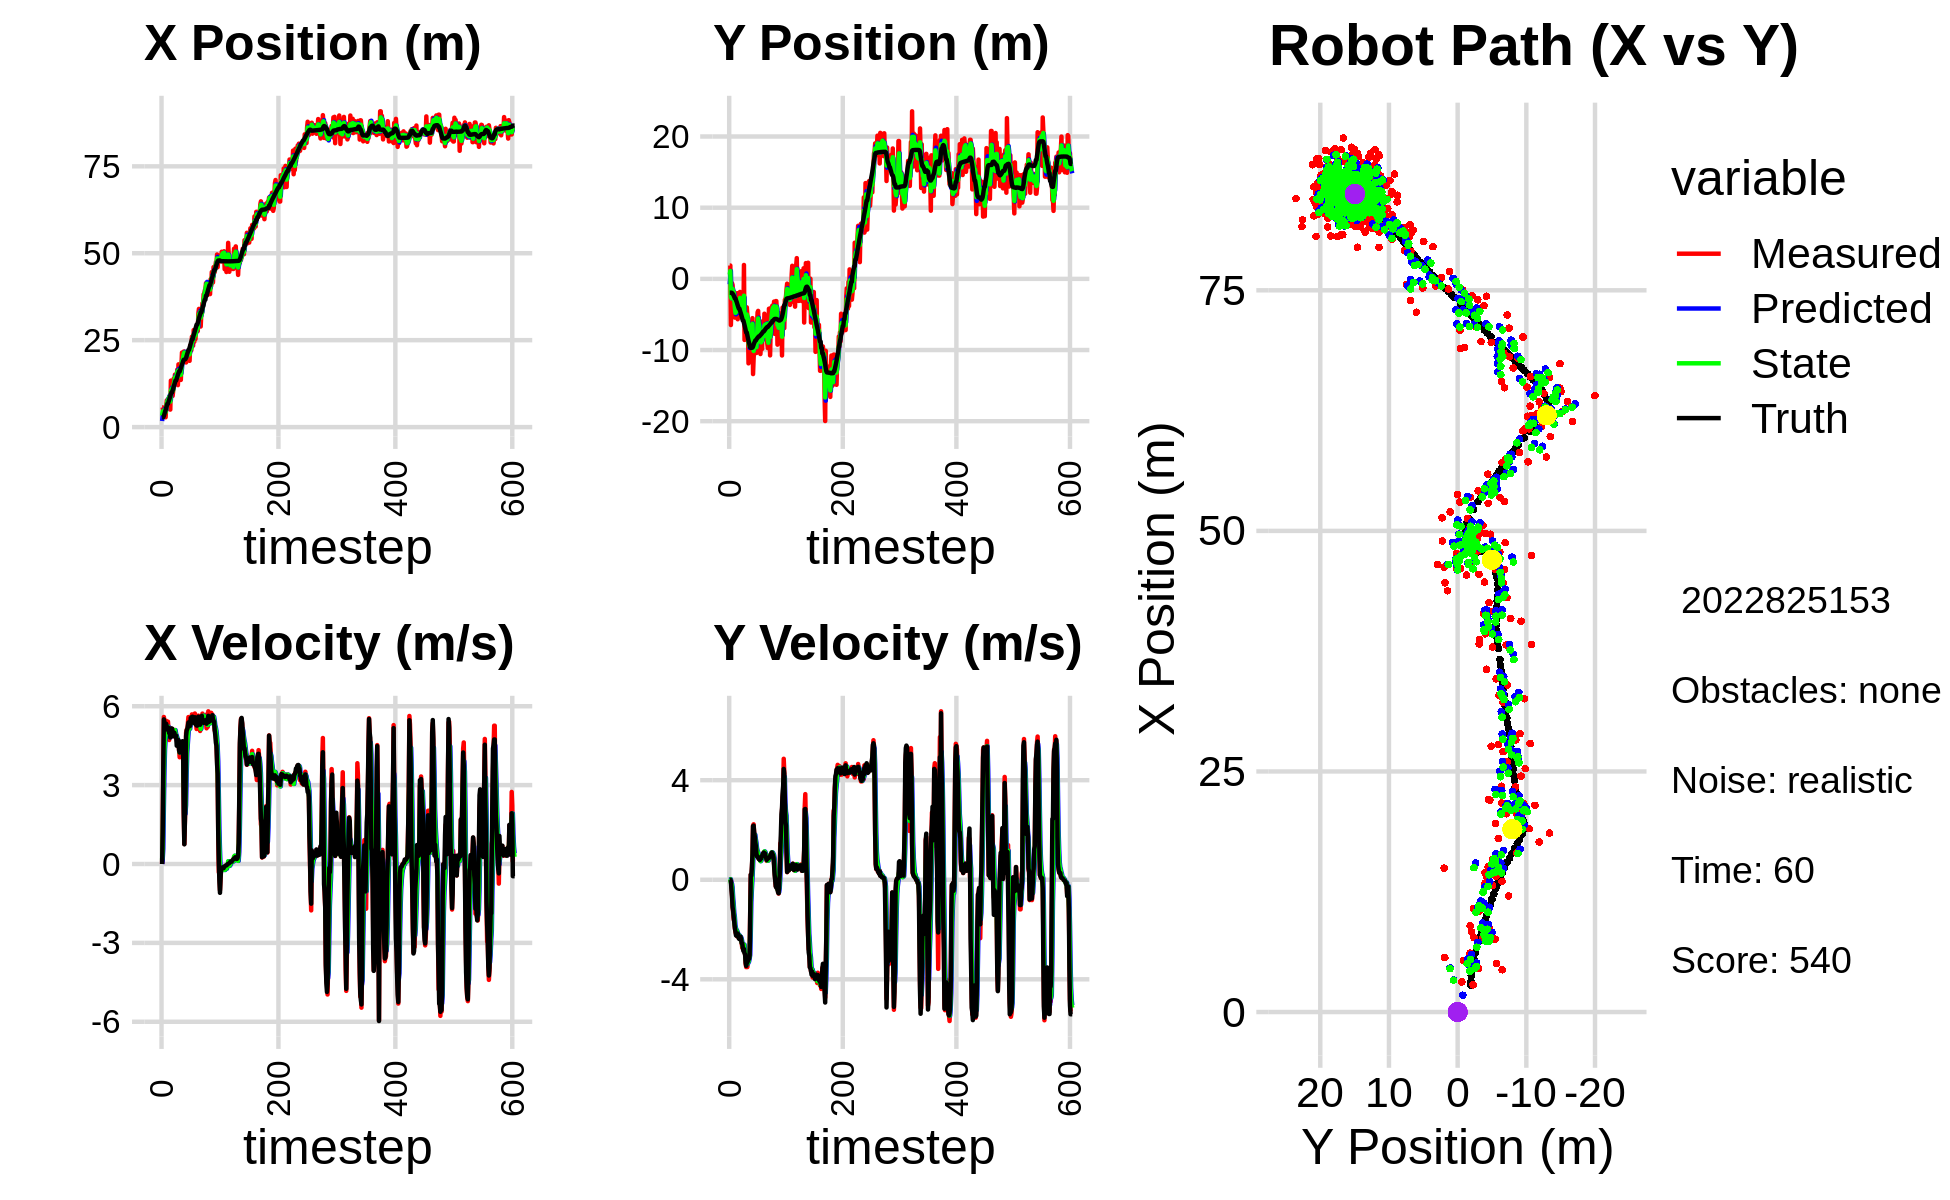 X Position (m)
75
50
25
0
0
200
400
600
timestep
Y Position (m)
20
10
0
-10
-20
0
200
400
600
timestep
X Velocity (m/s)
6
3
0
-3
-6
0
200
400
600
timestep
Y Velocity (m/s)
4
0
-4
0
200
400
600
timestep
Robot Path (X vs Y)
X Position (m)
75
50
25
0
20 10 0 -10 -20
Y Position (m)
variable
Measured
Predicted
State
Truth
2022825153
Obstacles: none
Noise: realistic
Time: 60
Score: 540